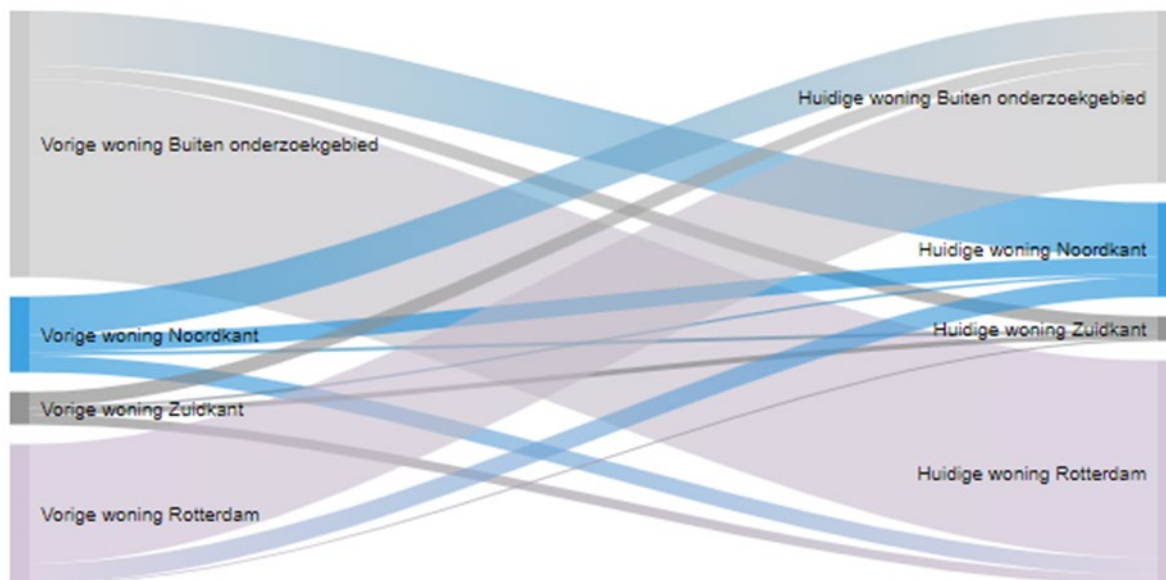 Vorige woning Buiten onderzoekgebied
Vorige woning Noordkant
Vorige woning Zuidkant
Vorige woning Rotterdam
Huidige woning Buiten onderzoekgebied
Huidige woning Noordkant
Huidige woning Zuidkant
Huidige woning Rotterdam